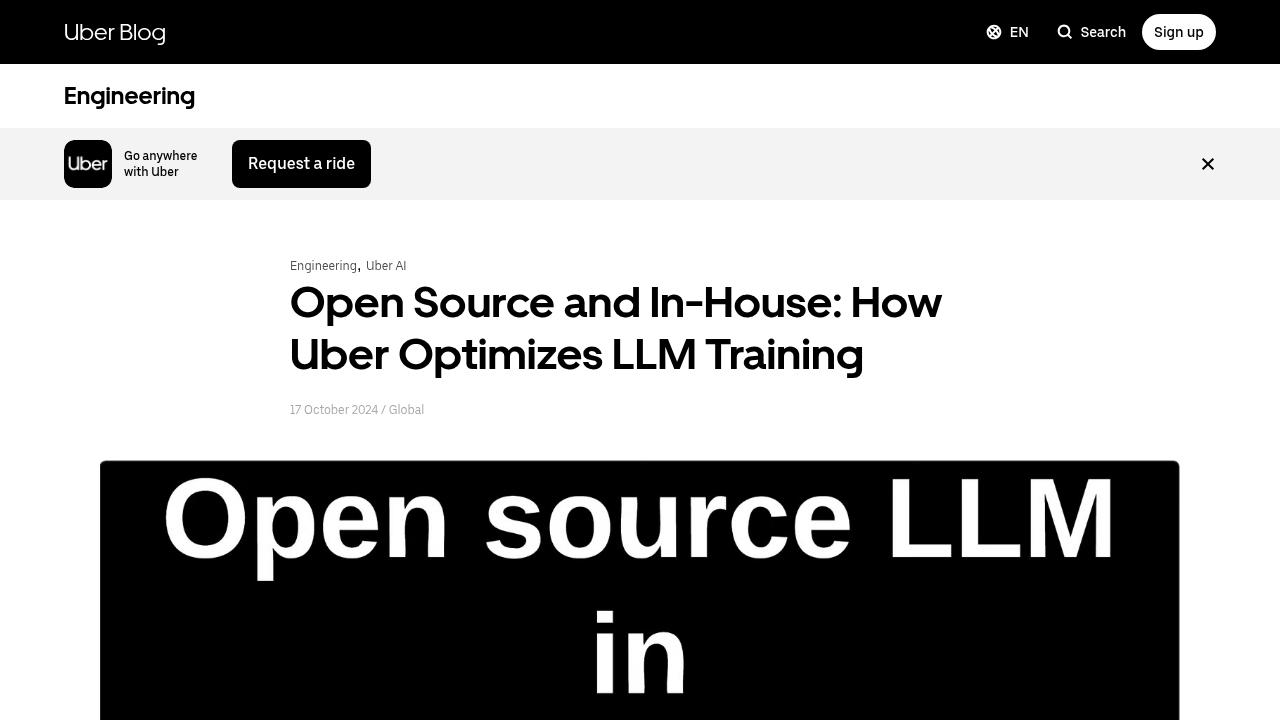 Uber Blog
EN
Search
Sign up
Engineering
Uber
Go anywhere
with Uber
Request a ride
Engineering, Uber AI
Open Source and In-House: How
Uber Optimizes LLM Training
17 October 2024 / Global
Open source LLM
in